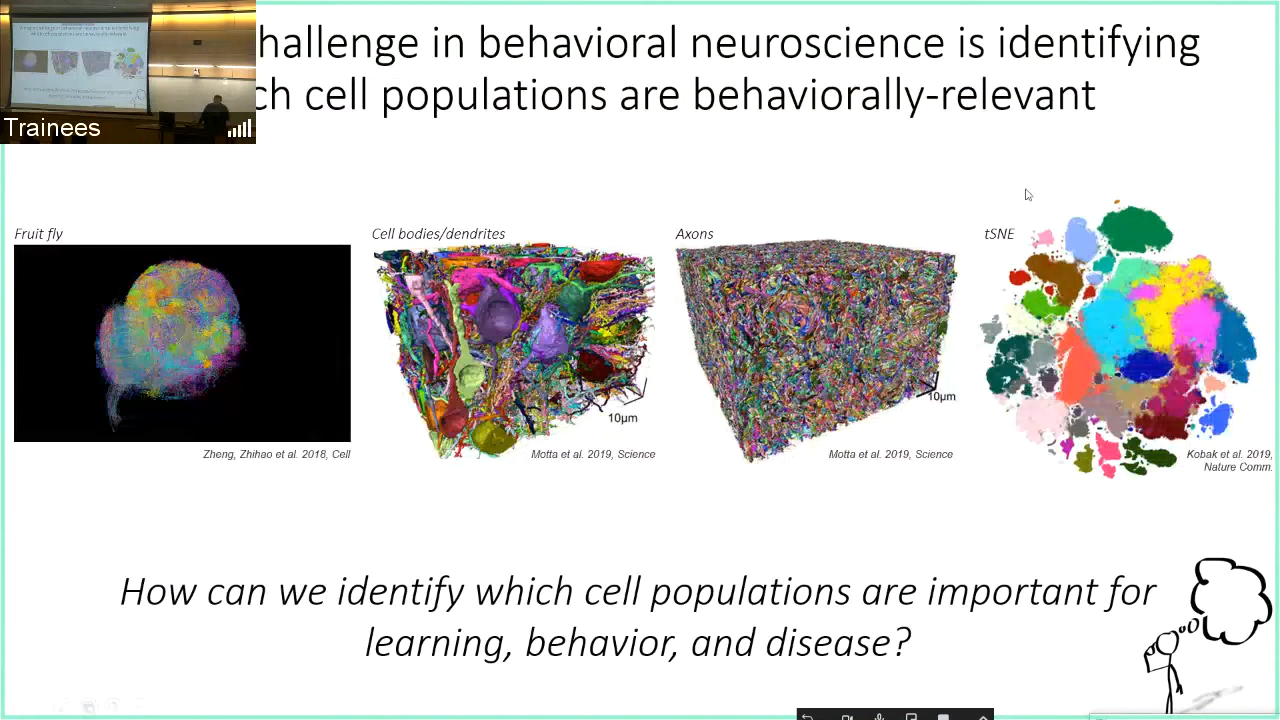 hallenge in behavioral neuroscience is identifying
ch cell populations are behaviorally-relevant
Trainees
Fruit fly
Cell bodies/dendrites
Axons
tSNE
10μm
10μm
Zheng, Zhihao et al. 2018, Cell
Motta et al. 2019, Science
Motta et al. 2019, Science
Kobak et al. 2019,
Nature Comm.
How can we identify which cell populations are important for
learning, behavior, and disease?